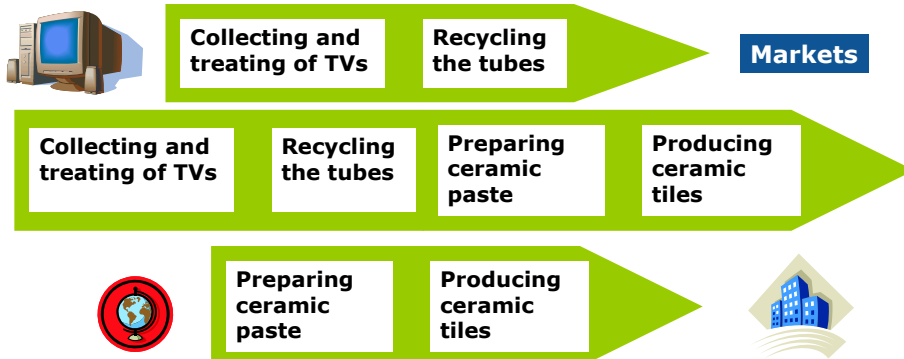 Collecting and
treating of TVs
Recycling
the tubes
Markets
Collecting and
treating of TVs
Recycling
the tubes
Preparing
ceramic
paste
Producing
ceramic
tiles
Preparing
ceramic
paste
Producing
ceramic
tiles